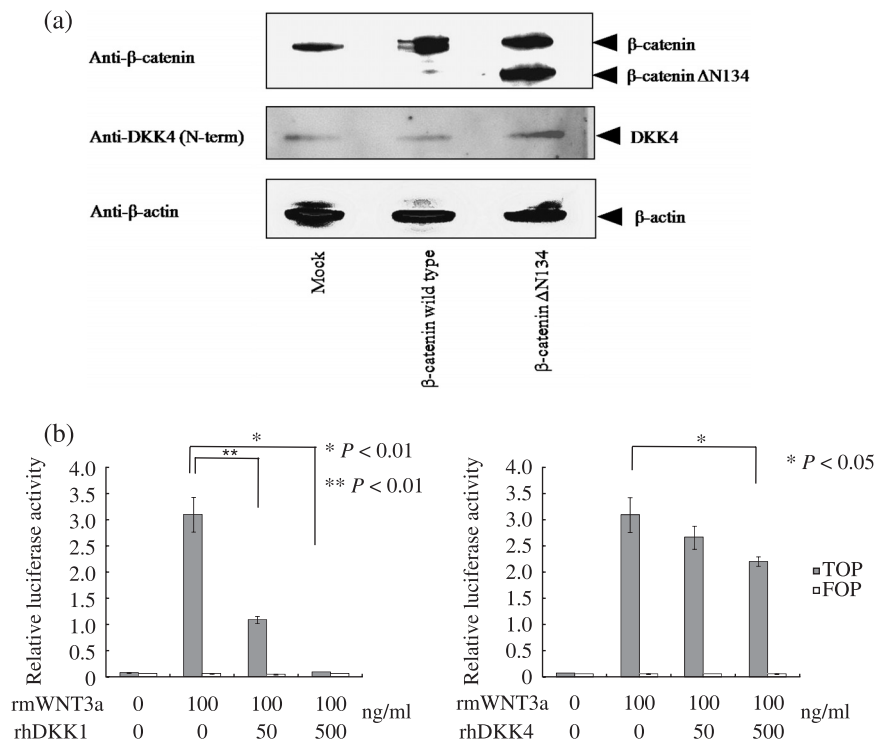 (a)
Anti-β-catenin
β-catenin
β-catenin ΔN134
Anti-DKK4 (N-term)
DKK4
Anti-β-actin
β-actin
Mock
β-catenin wild type
β-catenin ΔN134
(b)
Relative luciferase activity
4.0
3.5
3.0
2.5
2.0
1.5
1.0
0.5
0
*
**
* P < 0.01
** P < 0.01
rmWNT3a 0 100 100 100
rhDKK1 0 0 50 500
ng/ml
Relative luciferase activity
4.0
3.5
3.0
2.5
2.0
1.5
1.0
0.5
0
*
* P < 0.05
TOP
FOP
rmWNT3a 0 100 100 100
rhDKK4 0 0 50 500
ng/ml